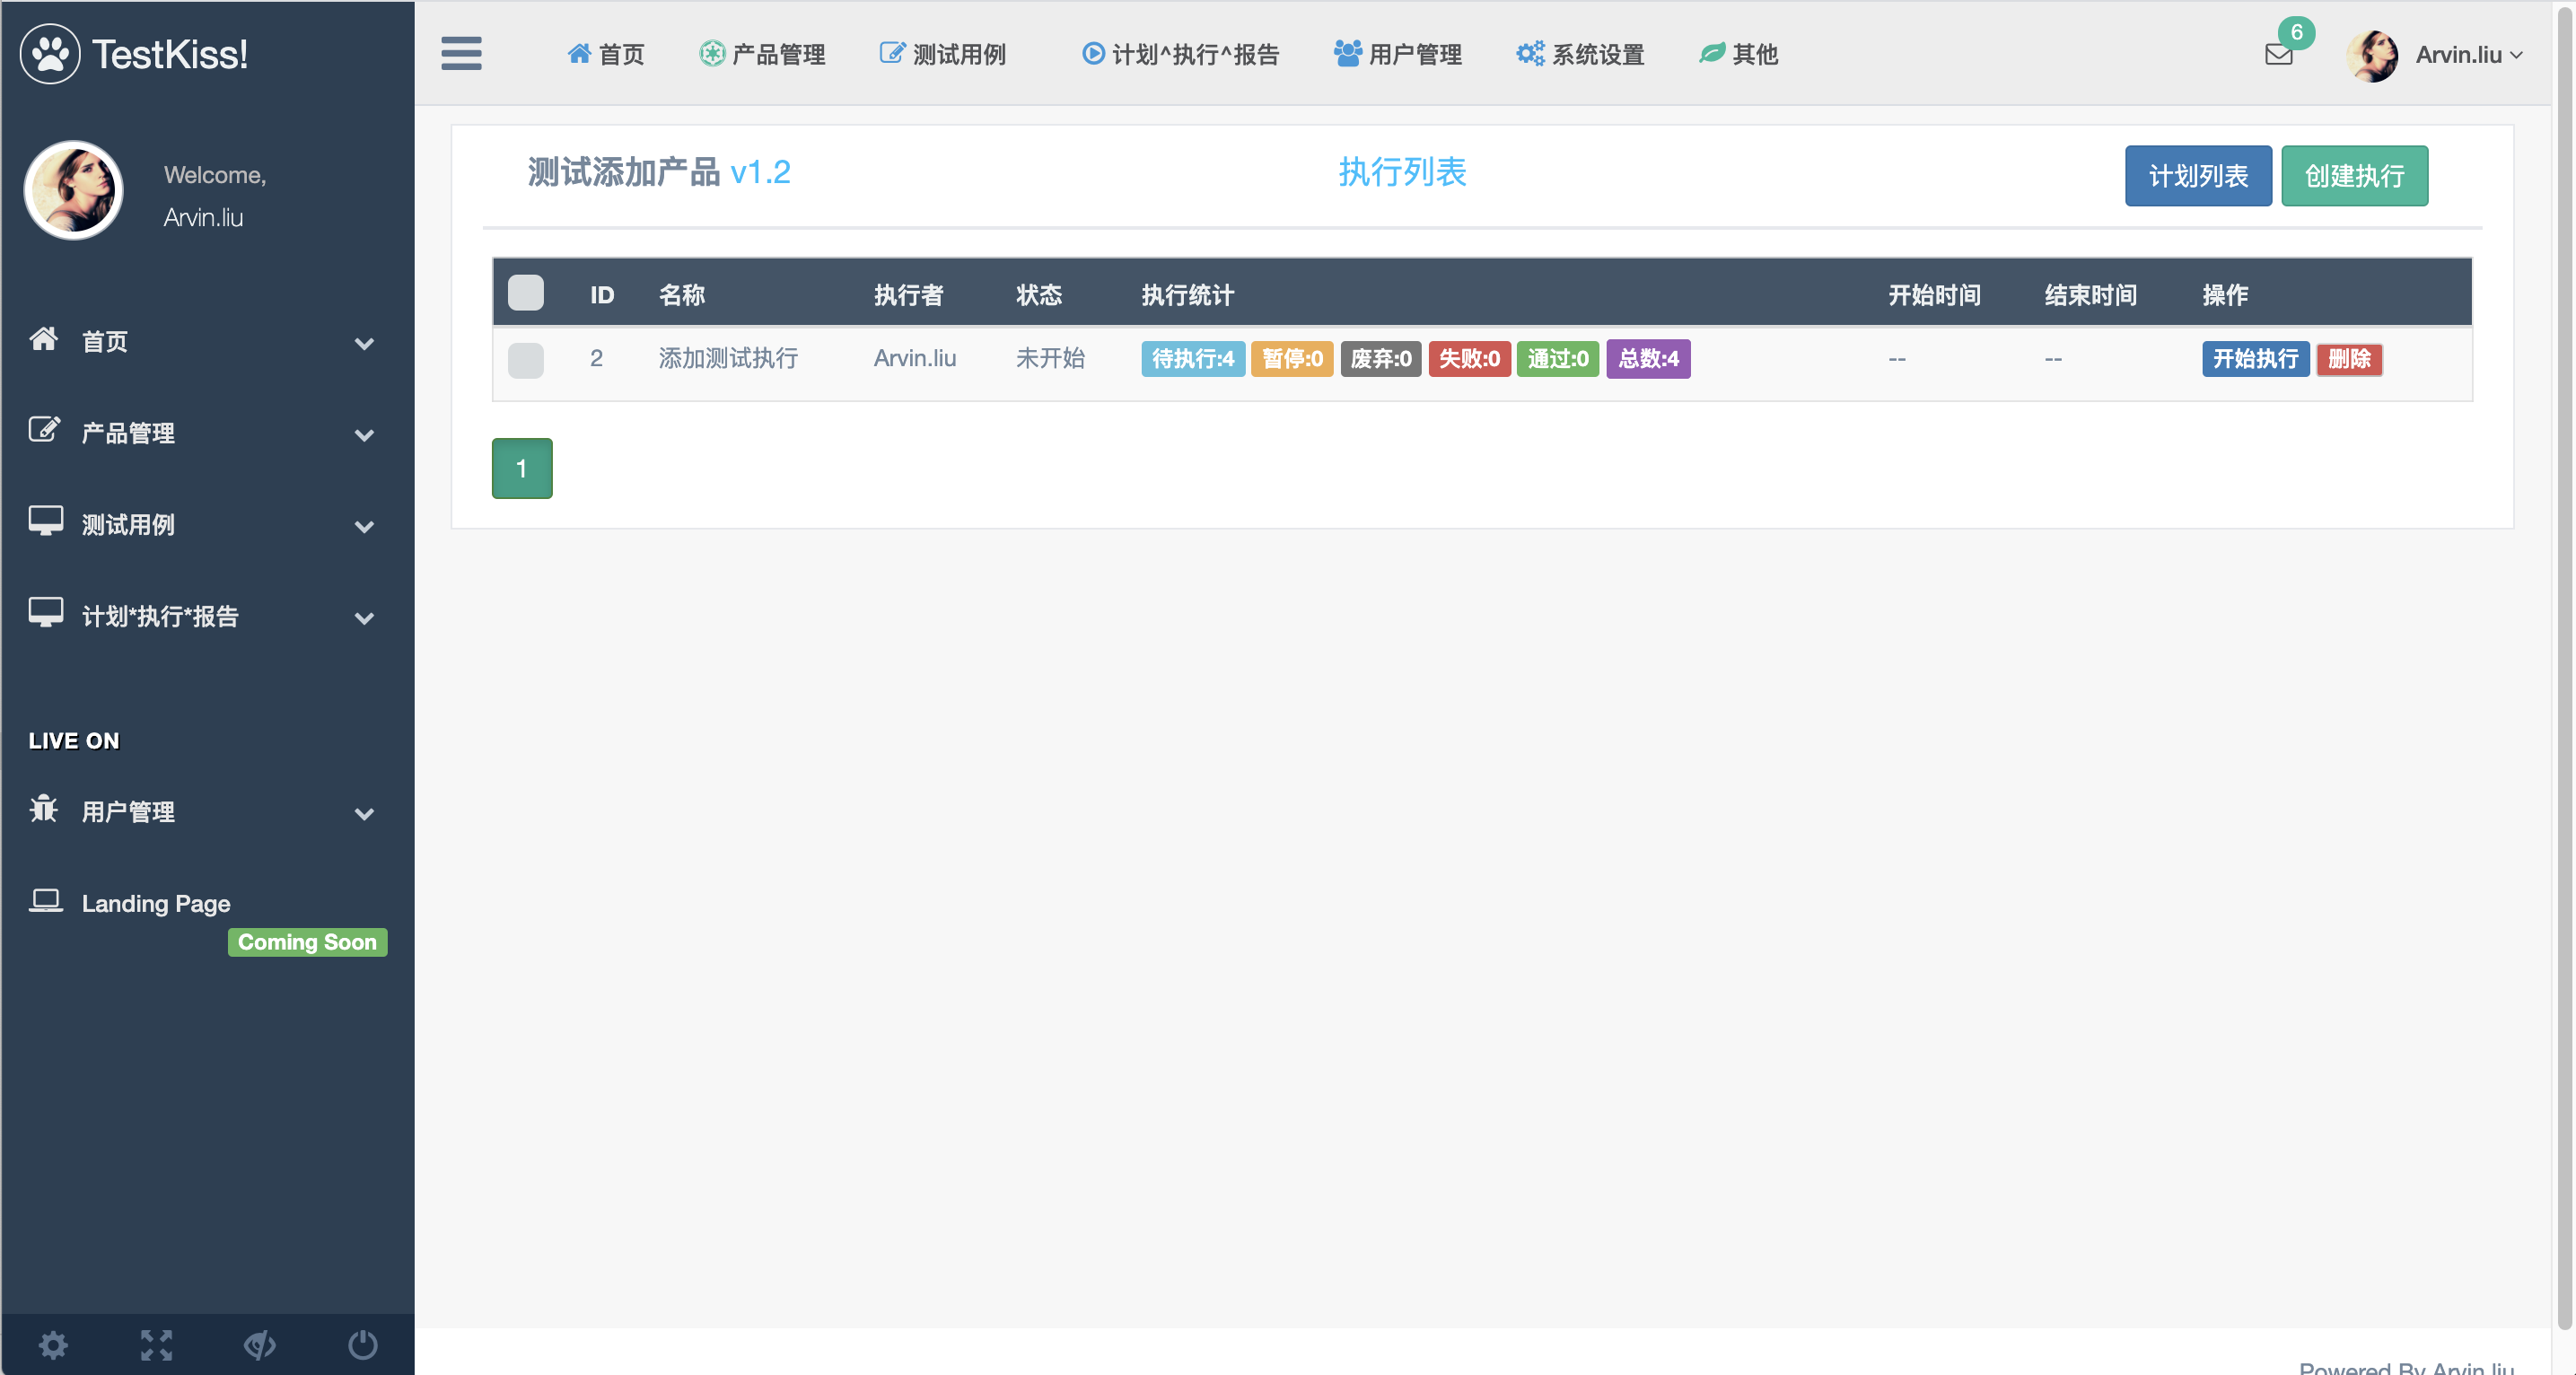 TestKiss!
首页 产品管理 测试用例 计划^执行^报告 用户管理 系统设置 其他
6
Arvin.liu
Welcome,
Arvin.liu
首页
产品管理
测试用例
计划*执行*报告
LIVE ON
用户管理
Landing Page
Coming Soon
测试添加产品 v1.2 执行列表 计划列表 创建执行
ID 名称 执行者 状态 执行统计 开始时间 结束时间 操作
2 添加测试执行 Arvin.liu 未开始 待执行:4 暂停:0 废弃:0 失败:0 通过:0 总数:4 -- -- 开始执行 删除
1
Powered By Arvin.liu